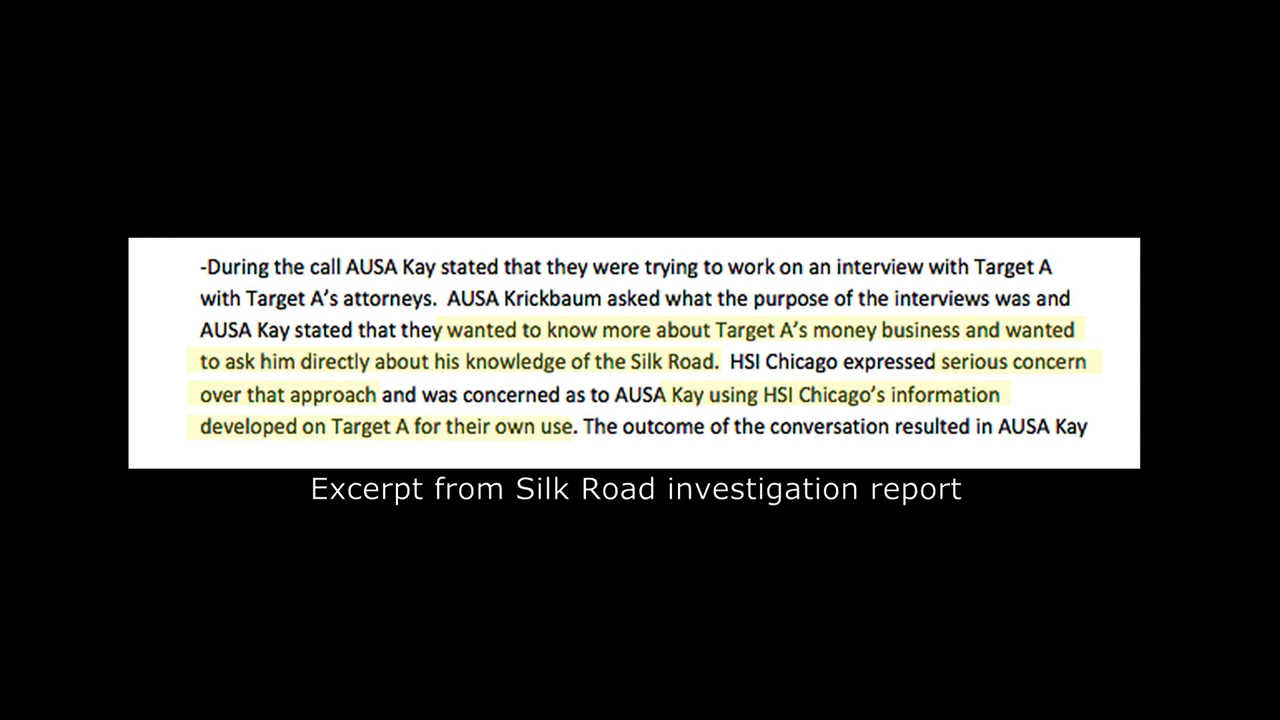 -During the call AUSA Kay stated that they were trying to work on an interview with Target A
with Target A’s attorneys.  AUSA Krickbaum asked what the purpose of the interviews was and
AUSA Kay stated that they wanted to know more about Target A’s money business and wanted
to ask him directly about his knowledge of the Silk Road.  HSI Chicago expressed serious concern
over that approach and was concerned as to AUSA Kay using HSI Chicago’s information
developed on Target A for their own use. The outcome of the conversation resulted in AUSA Kay
Excerpt from Silk Road investigation report